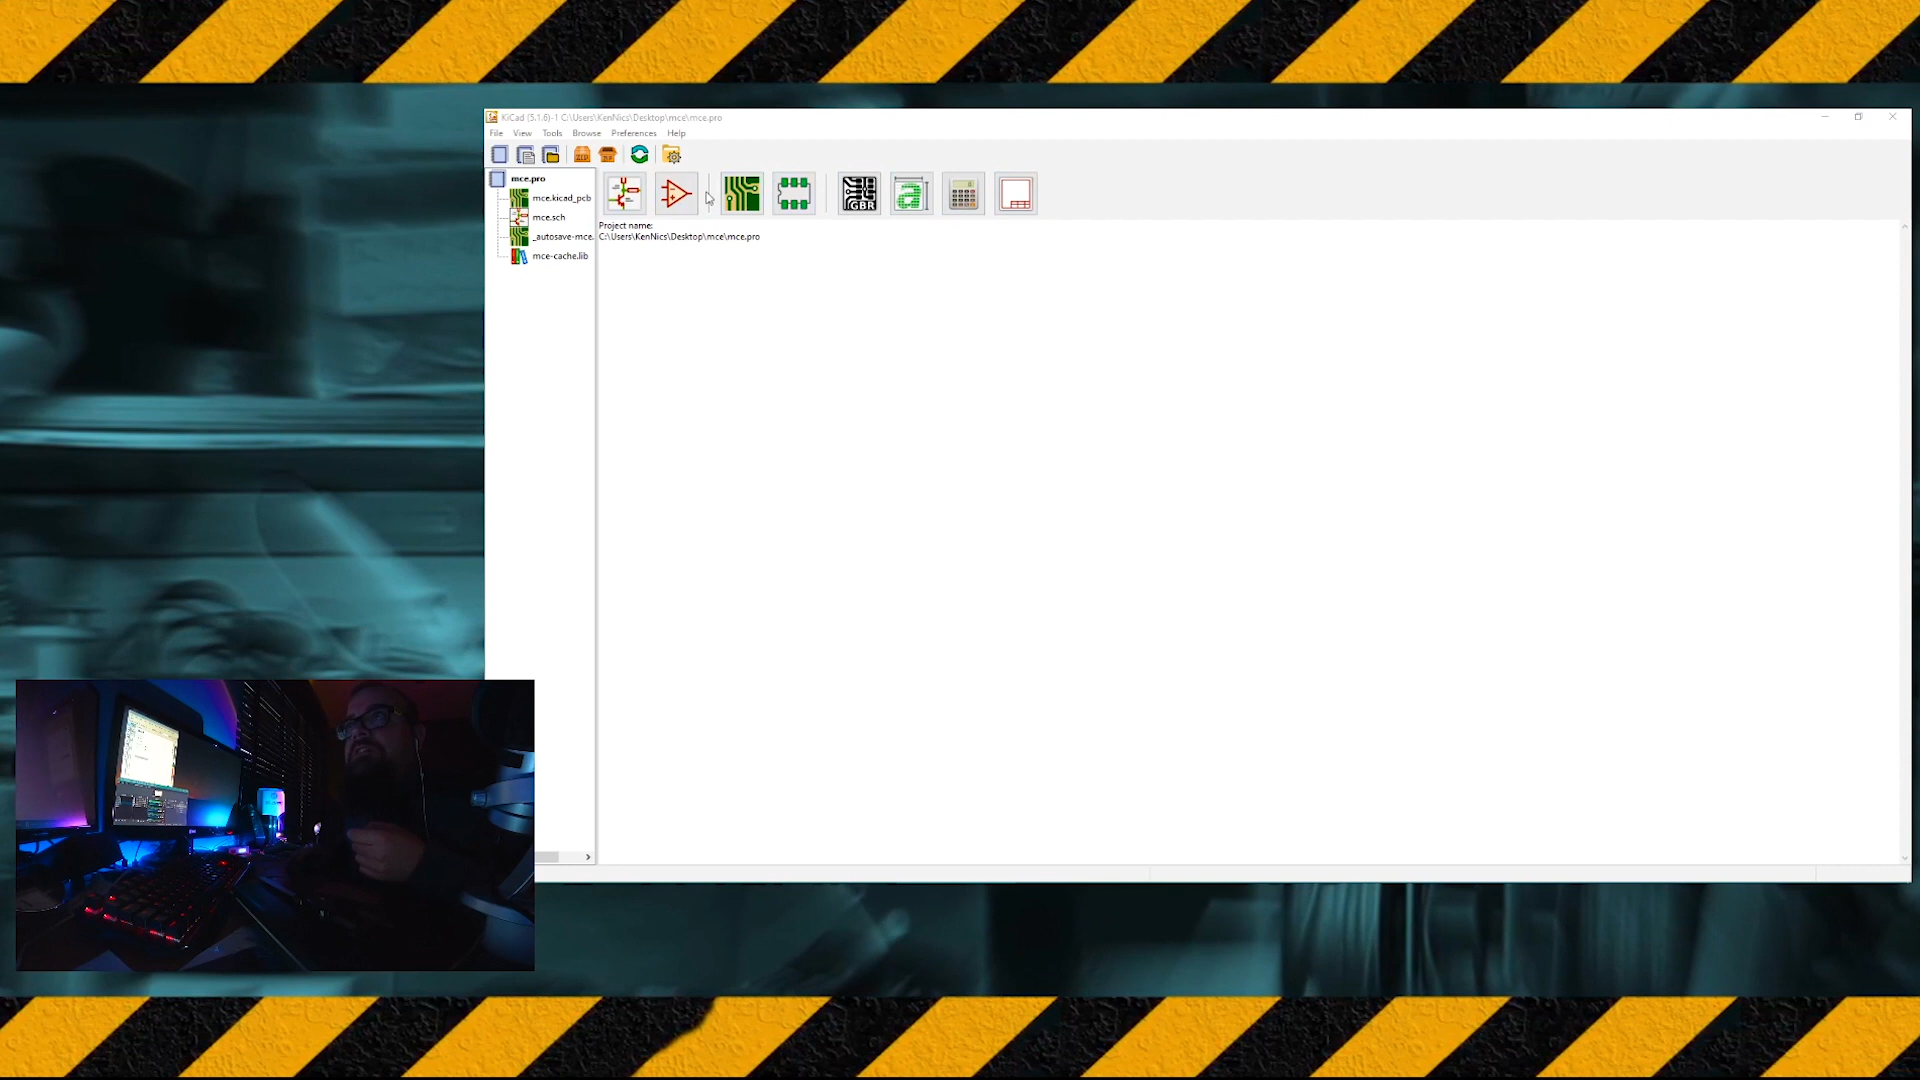 KiCad (5.1.6)-1 C:\Users\KenNics\Desktop\mce\mce.pro
File View Tools Browse Preferences Help
ZIP
mce.pro
mce.kicad_pcb
mce.sch
_autosave-mce.
mce-cache.lib
GBR
a
Project name:
C:\Users\KenNics\Desktop\mce\mce.pro